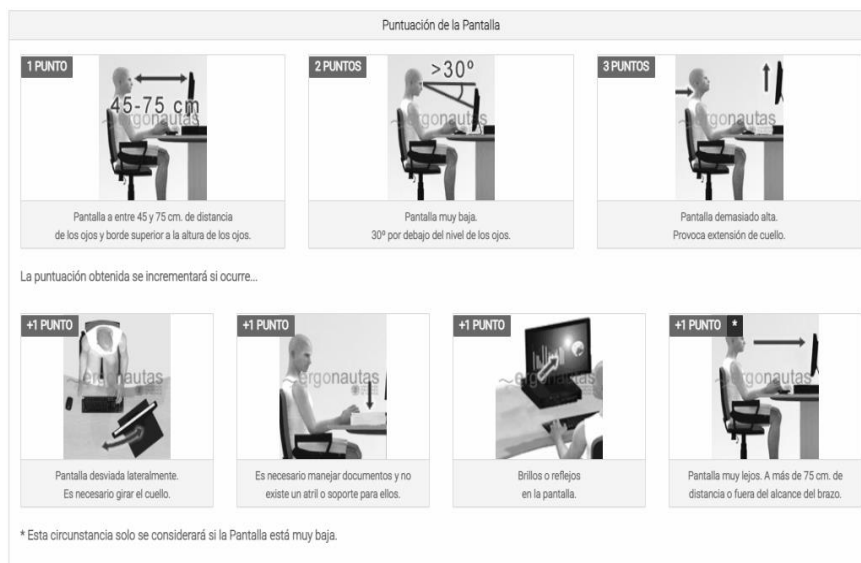 Puntuación de la Pantalla
1 PUNTO
45-75 cm
ergonautas
Pantalla a entre 45 y 75 cm. de distancia
de los ojos y borde superior a la altura de los ojos.
2 PUNTOS
>30º
ergonautas
Pantalla muy baja.
30º por debajo del nivel de los ojos.
3 PUNTOS
ergonautas
Pantalla demasiado alta.
Provoca extensión de cuello.
La puntuación obtenida se incrementará si ocurre...
+1 PUNTO
ergonautas
Pantalla desviada lateralmente.
Es necesario girar el cuello.
+1 PUNTO
ergonautas
Es necesario manejar documentos y no
existe un atril o soporte para ellos.
+1 PUNTO
ergonautas
Brillos o reflejos
en la pantalla.
+1 PUNTO *
ergonautas
Pantalla muy lejos. A más de 75 cm. de
distancia o fuera del alcance del brazo.
* Esta circunstancia solo se considerará si la Pantalla está muy baja.